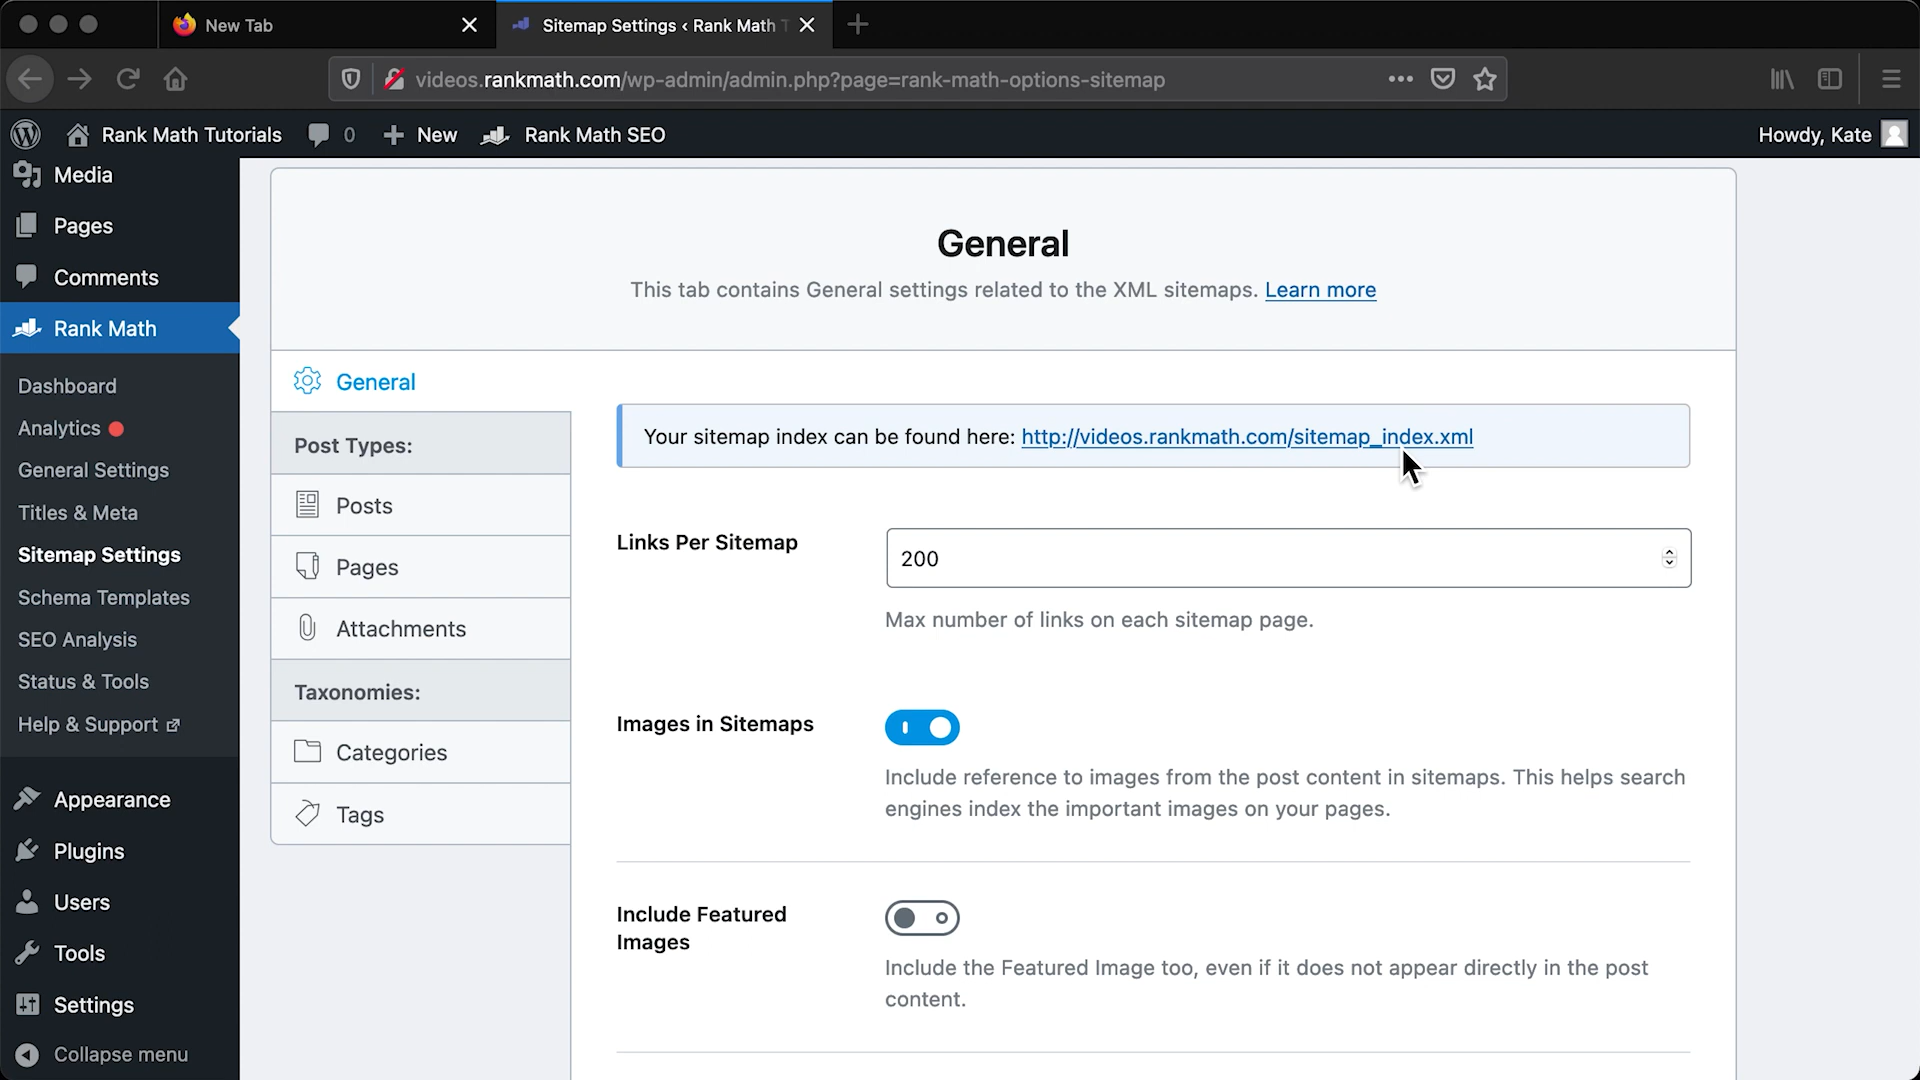 New Tab
Sitemap Settings ‹ Rank Math
videos.rankmath.com/wp-admin/admin.php?page=rank-math-options-sitemap
Rank Math Tutorials
0
New
Rank Math SEO
Howdy, Kate
Media
Pages
Comments
Rank Math
Dashboard
Analytics
General Settings
Titles & Meta
Sitemap Settings
Schema Templates
SEO Analysis
Status & Tools
Help & Support
Appearance
Plugins
Users
Tools
Settings
Collapse menu
General
This tab contains General settings related to the XML sitemaps. Learn more
General
Post Types:
Posts
Pages
Attachments
Taxonomies:
Categories
Tags
Your sitemap index can be found here: http://videos.rankmath.com/sitemap_index.xml
Links Per Sitemap
200
Max number of links on each sitemap page.
Images in Sitemaps
Include reference to images from the post content in sitemaps. This helps search
engines index the important images on your pages.
Include Featured
Images
Include the Featured Image too, even if it does not appear directly in the post
content.